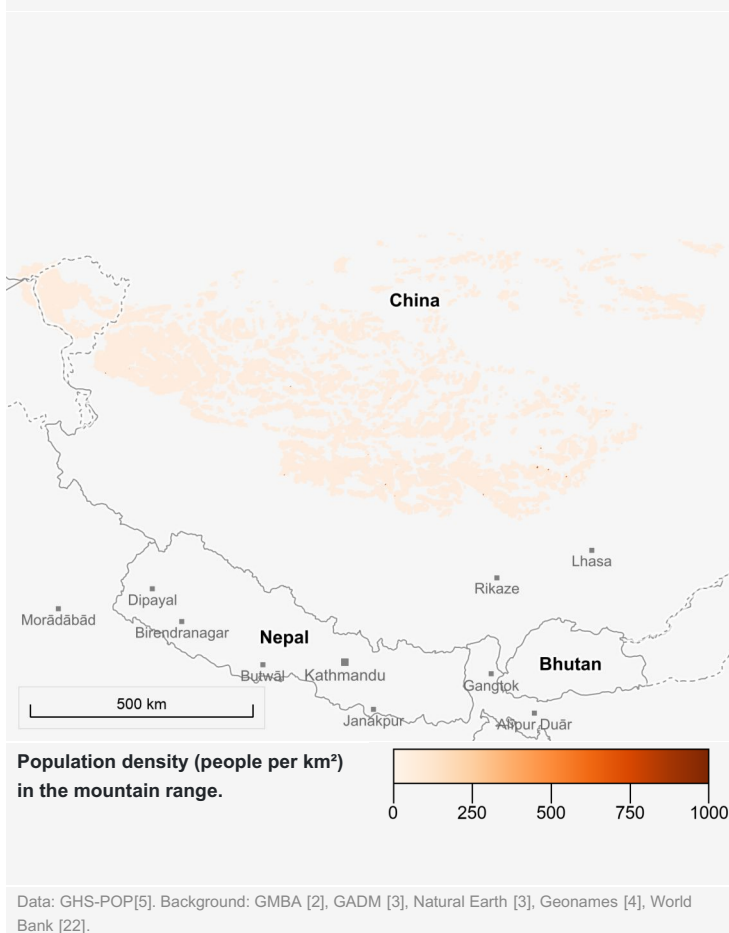 China
Lhasa
Rikaze
Dipayal
Morādābād
Birendranagar
Nepal
Bhutan
Butwāl
Kathmandu
Gangtok
500 km
Janakpur
Alīpur Duār
Population density (people per km²)
in the mountain range.
0 250 500 750 1000
Data: GHS-POP[5]. Background: GMBA [2], GADM [3], Natural Earth [3], Geonames [4], World
Bank [22].